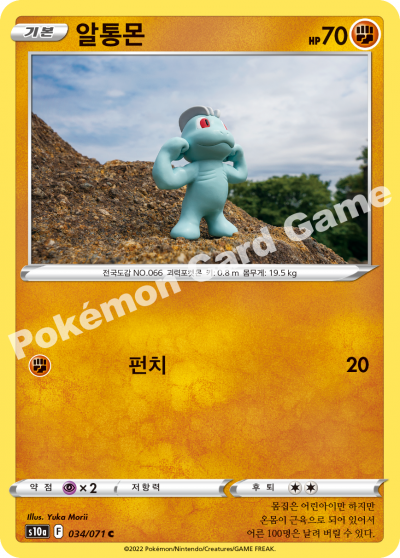 기본 알통몬 HP 70
전국도감 NO.066 괴력포켓몬 키: 0.8 m 몸무게: 19.5 kg
Pokémon Card Game
펀치 20
약점 ×2 저항력 후퇴
몸집은 어린아이만 하지만
온몸이 근육으로 되어 있어서
어른 100명은 날려 버릴 수 있다.
Illus. Yuka Morii
s10a F 034/071 C
©2022 Pokémon/Nintendo/Creatures/GAME FREAK.